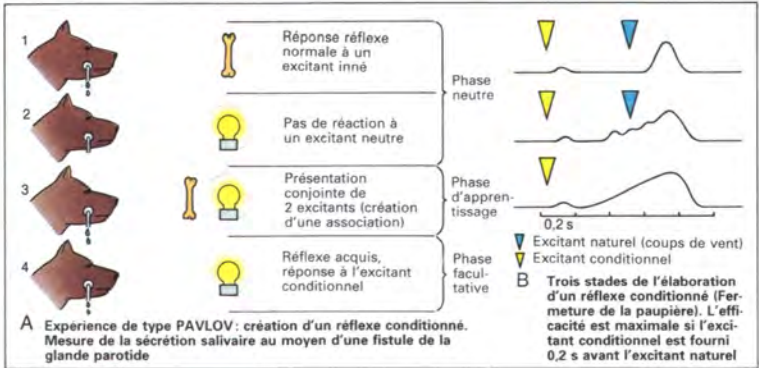 1
Réponse réflexe
normale à un
excitant inné
2
Pas de réaction à
un excitant neutre
Phase
neutre
3
Présentation
conjointe de
2 excitants (création
d'une association)
Phase
d'appren-
tissage
4
Réflexe acquis,
réponse à l'excitant
conditionnel
Phase
facul-
tative
A Expérience de type PAVLOV: création d'un réflexe conditionné.
Mesure de la sécrétion salivaire au moyen d'une fistule de la
glande parotide
0,2 s
Excitant naturel (coups de vent)
Excitant conditionnel
B Trois stades de l'élaboration
d'un réflexe conditionné (Fer-
meture de la paupière). L'effi-
cacité est maximale si l'exci-
tant conditionnel est fourni
0,2 s avant l'excitant naturel